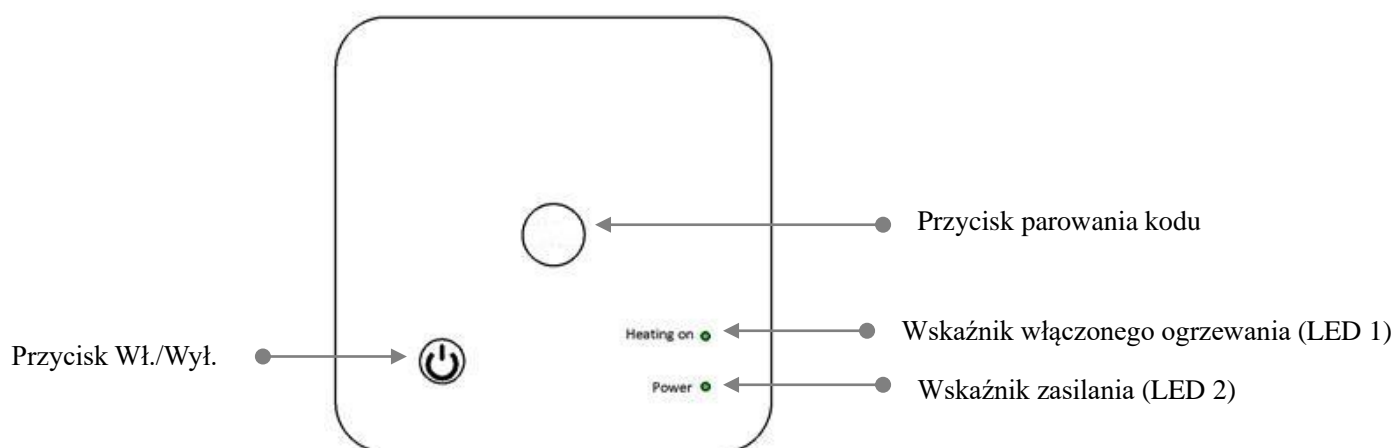 Przycisk parowania kodu
Heating on
Wskaźnik włączonego ogrzewania (LED 1)
Przycisk Wł./Wył.
Power
Wskaźnik zasilania (LED 2)